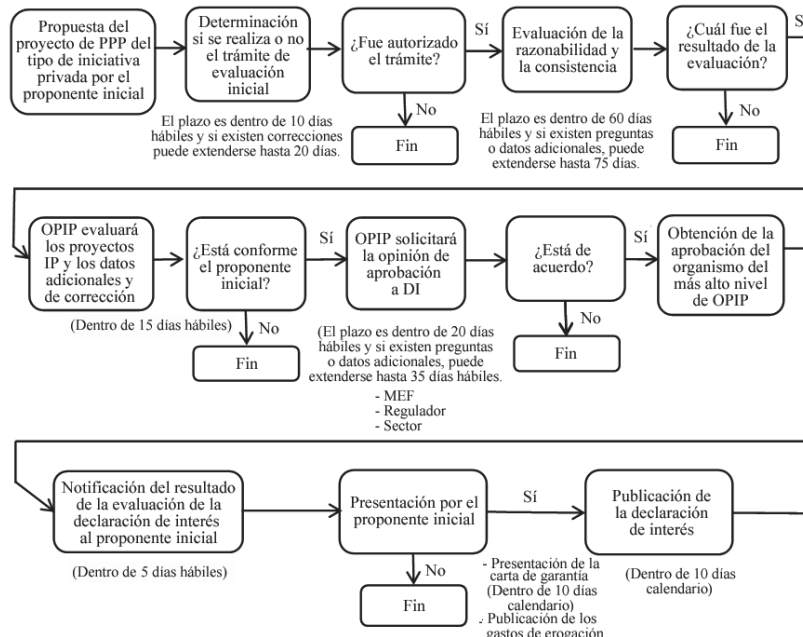 Propuesta del
proyecto de PPP del
tipo de iniciativa
privada por el
proponente inicial
Determinación
si se realiza o no
el trámite de
evaluación
inicial
El plazo es dentro de 10 días
hábiles y si existen correcciones
puede extenderse hasta 20 días.
¿Fue autorizado
el trámite?
Sí
No
Fin
Evaluación de la
razonabilidad y
la consistencia
El plazo es dentro de 60 días
hábiles y si existen preguntas
o datos adicionales, puede
extenderse hasta 75 días.
¿Cuál fue el
resultado de la
evaluación?
No
Fin
OPIP evaluará
los proyectos
IP y los datos
adicionales y
de corrección
(Dentro de 15 días hábiles)
¿Está conforme
el proponente
inicial?
Sí
No
Fin
OPIP solicitará
la opinión de
aprobación
a DI
(El plazo es dentro de 20 días
hábiles y si existen preguntas
o datos adicionales, puede
extenderse hasta 35 días hábiles.
- MEF
- Regulador
- Sector
¿Está de
acuerdo?
Sí
No
Fin
Obtención de la
aprobación del
organismo del
más alto nivel
de OPIP
Notificación del resultado
de la evaluación de la
declaración de interés
al proponente inicial
(Dentro de 5 días hábiles)
Presentación por el
proponente inicial
Sí
No
Fin
- Presentación de la
carta de garantía
(Dentro de 10 días
calendario)
- Publicación de los
gastos de erogación
Publicación de
la declaración
de interés
(Dentro de 10 días
calendario)